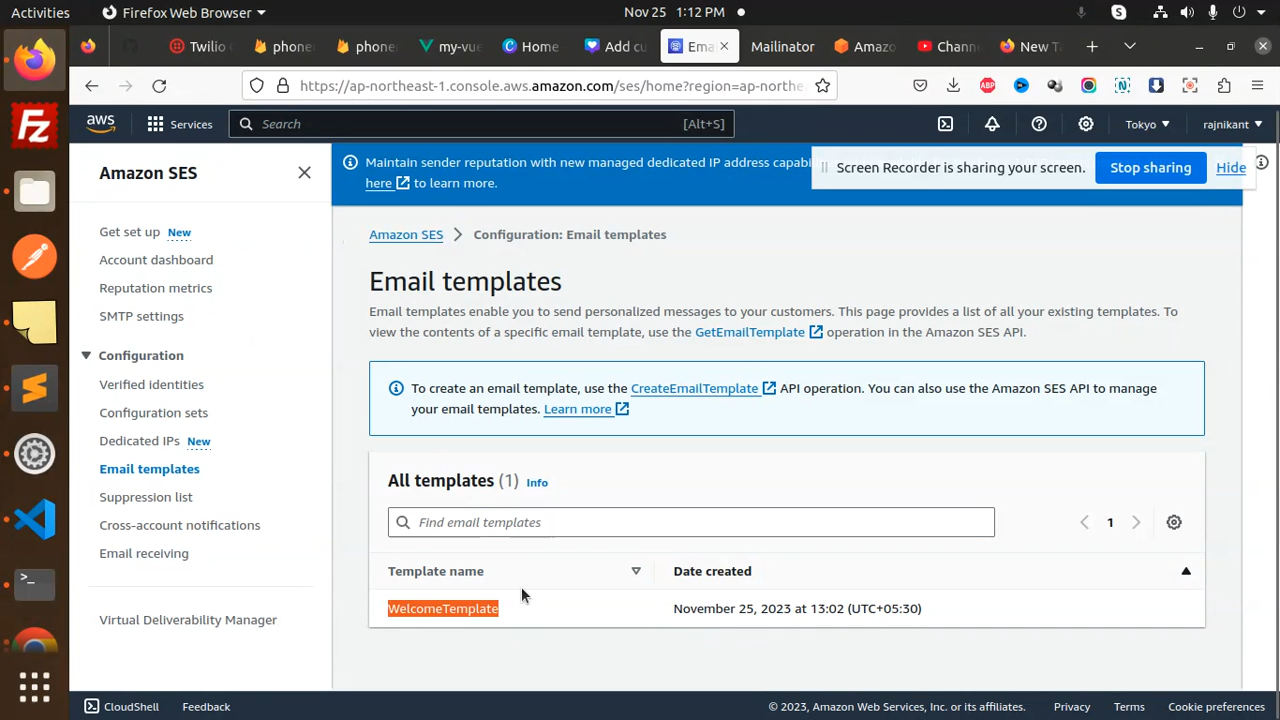 Activities
Firefox Web Browser
Nov 25 1:12 PM
Twilio
phone
phone
my-vue
Home
Add cu
Emai
Mailinator
Amazo
Chann
New T
https://ap-northeast-1.console.aws.amazon.com/ses/home?region=ap-northe
ABP
aws
Services
Search
[Alt+S]
Tokyo
rajnikant
Amazon SES
Maintain sender reputation with new managed dedicated IP address capabi
here to learn more.
Screen Recorder is sharing your screen.
Stop sharing
Hide
Get set up New
Account dashboard
Reputation metrics
SMTP settings
Configuration
Verified identities
Configuration sets
Dedicated IPs New
Email templates
Suppression list
Cross-account notifications
Email receiving
Virtual Deliverability Manager
Amazon SES > Configuration: Email templates
Email templates
Email templates enable you to send personalized messages to your customers. This page provides a list of all your existing templates. To
view the contents of a specific email template, use the GetEmailTemplate operation in the Amazon SES API.
To create an email template, use the CreateEmailTemplate API operation. You can also use the Amazon SES API to manage
your email templates. Learn more
All templates (1) Info
Find email templates
1
Template name
Date created
WelcomeTemplate
November 25, 2023 at 13:02 (UTC+05:30)
CloudShell
Feedback
© 2023, Amazon Web Services, Inc. or its affiliates.
Privacy
Terms
Cookie preferences